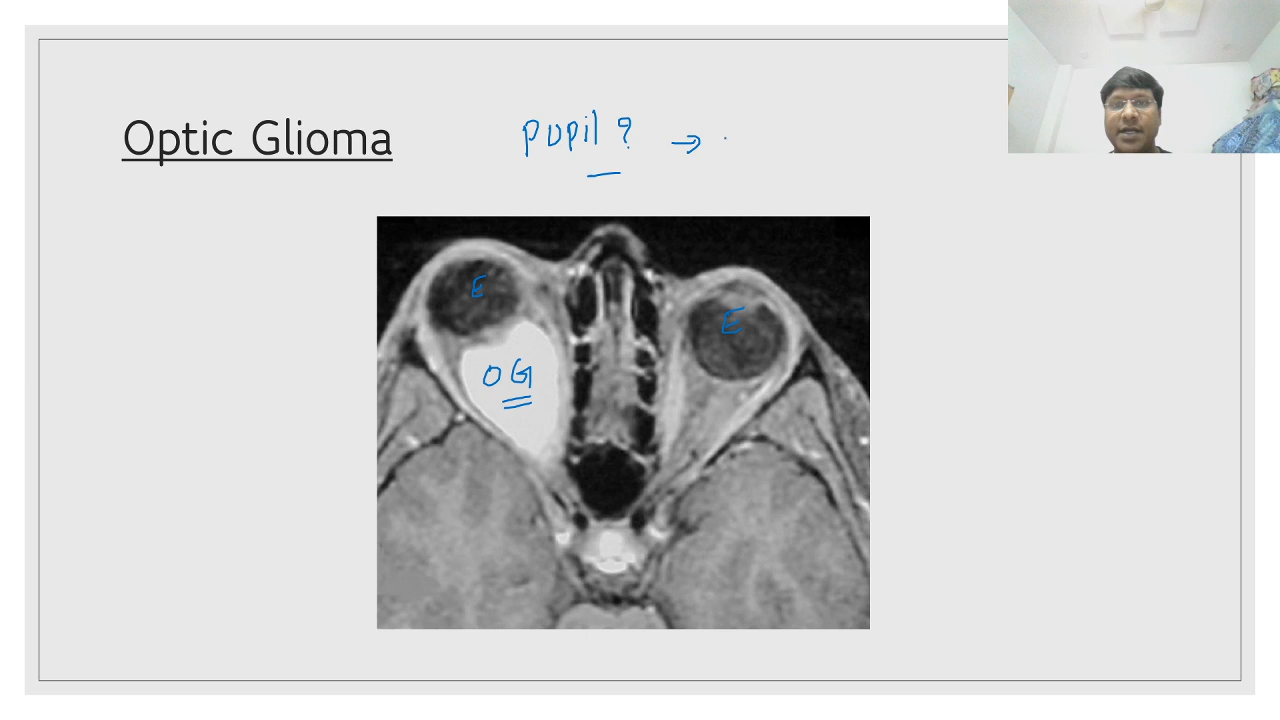 Optic Glioma
pupil ? →
E
E
OG